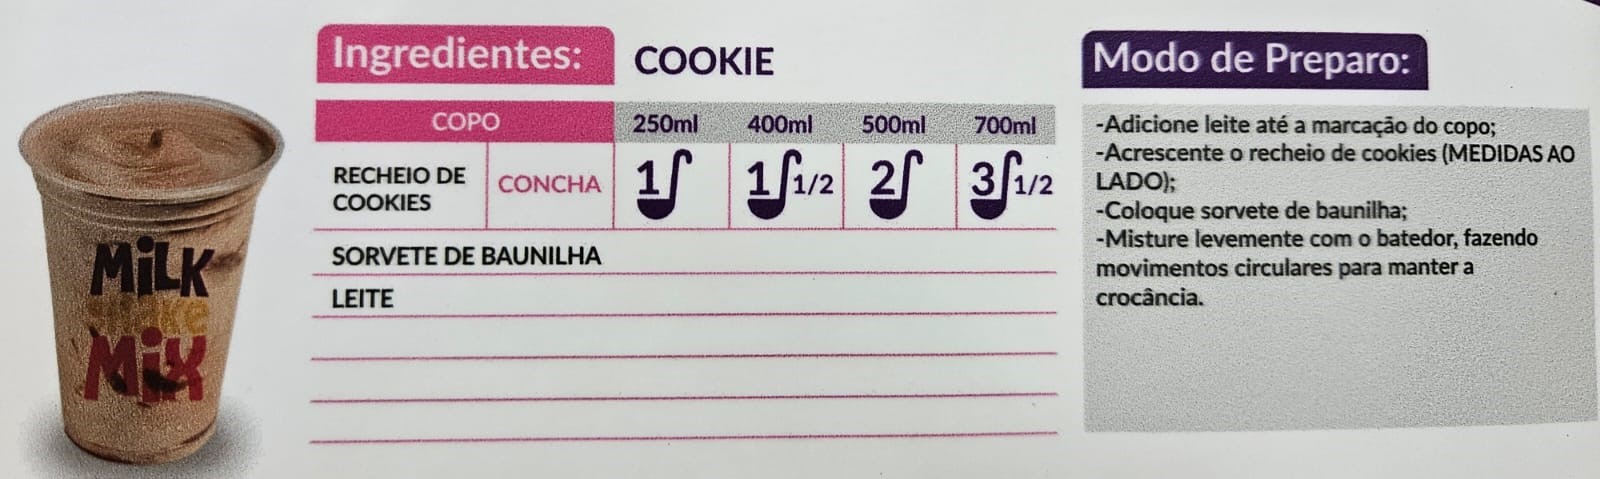 Ingredientes:
COOKIE
COPO 250ml 400ml 500ml 700ml
RECHEIO DE
COOKIES
CONCHA 1 1 1/2 2 3 1/2
SORVETE DE BAUNILHA
LEITE
Modo de Preparo:
-Adicione leite até a marcação do copo;
-Acrescente o recheio de cookies (MEDIDAS AO
LADO);
-Coloque sorvete de baunilha;
-Misture levemente com o batedor, fazendo
movimentos circulares para manter a
crocância.
MiLK
shake
MiX